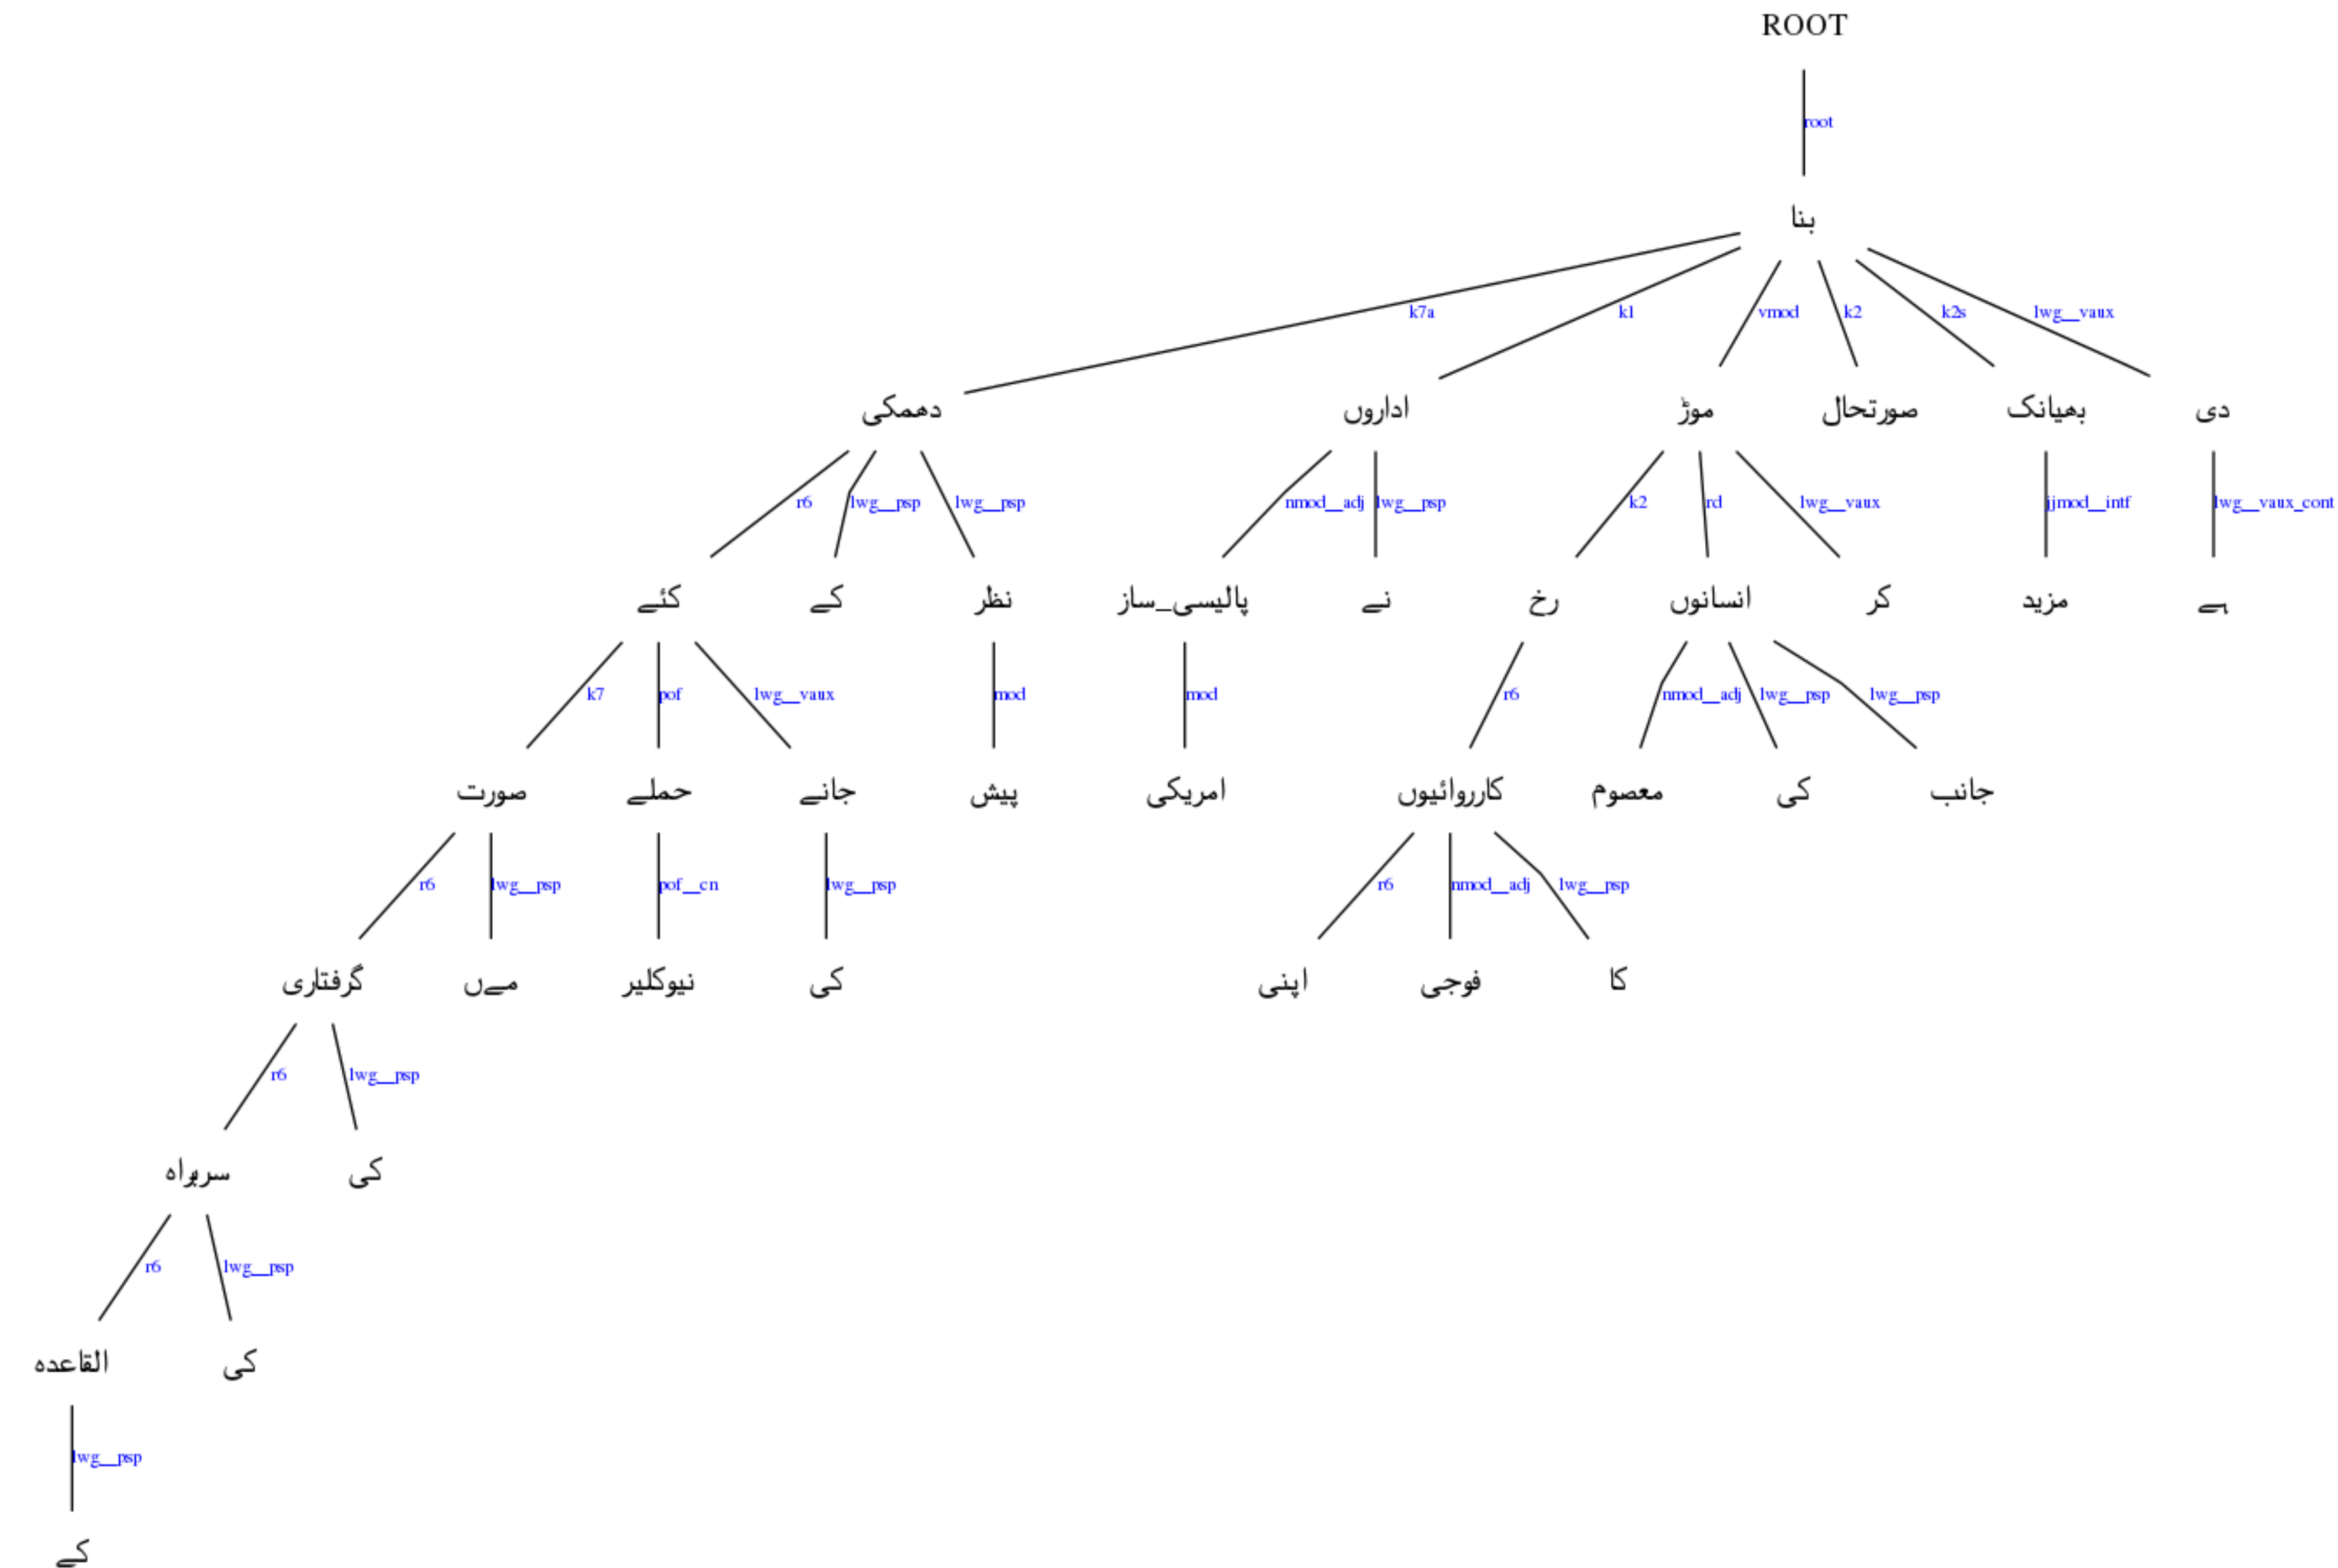 ROOT
root
بنا
k7a k1 vmod k2 k2s lwg__vaux
دھمکی اداروں موڑ صورتحال بھیانک دی
r6 lwg__psp lwg__psp nmod__adj lwg__psp k2 rd lwg__vaux jjmod__intf lwg__vaux_cont
کئے کے نظر پالیسی_ساز نے رخ انسانوں کر مزید ہے
k7 pof lwg__vaux mod mod r6 nmod__adj lwg__psp lwg__psp
صورت حملے جانے پیش امریکی کارروائیوں معصوم کی جانب
r6 lwg__psp pof__cn lwg__psp r6 nmod__adj lwg__psp
گرفتاری مےں نیوکلیر کی اپنی فوجی کا
r6 lwg__psp
سربراہ کی
r6 lwg__psp
القاعدہ کی
lwg__psp
کے